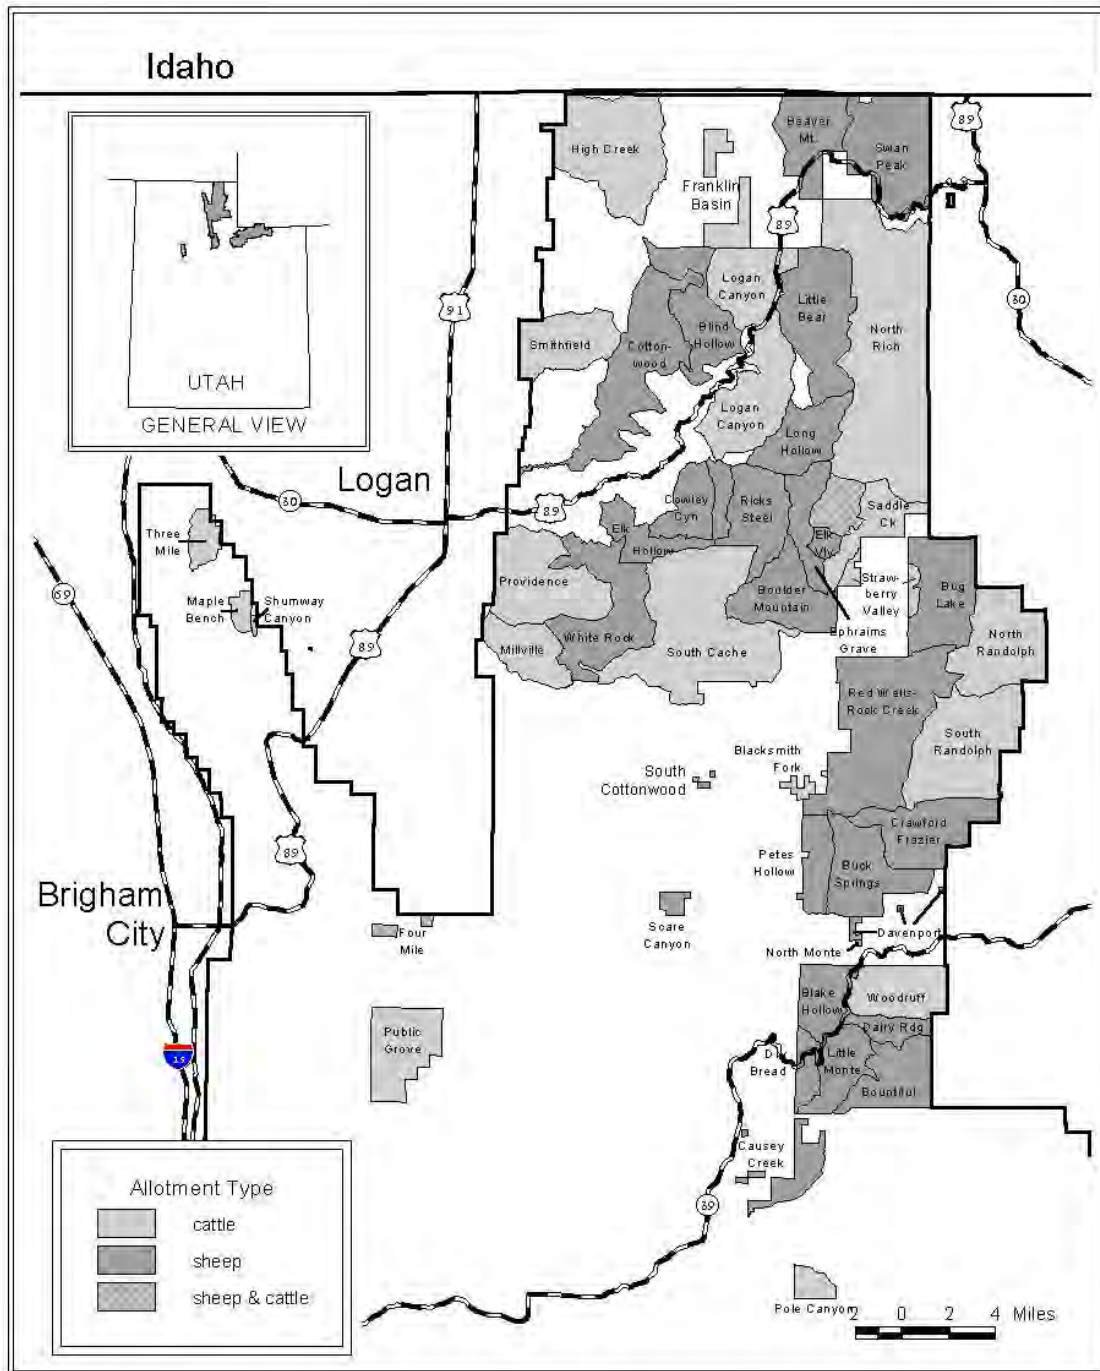 Idaho
UTAH
GENERAL VIEW
High Creek
Franklin
Basin
Beaver
Mt.
Swan
Peak
89
89
30
91
Logan
Canyon
Little
Bear
North
Rich
Blind
Hollow
Cotton-
wood
Smithfield
Logan
Canyon
Long
Hollow
Logan
30
89
Cowley
Cyn
Ricks
Steel
Saddle
Ck
Elk
Hollow
Elk
Vly
Three
Mile
Providence
Straw-
berry
Valley
Bug
Lake
Maple
Bench
Shumway
Canyon
69
89
Boulder
Mountain
Ephraims
Grave
White Rock
Millville
South Cache
North
Randolph
Red Wells-
Rock Creek
South
Randolph
Blacksmith
Fork
South
Cottonwood
Crawford
Frazier
89
Petes
Hollow
Buck
Springs
Brigham
City
Four
Mile
Scare
Canyon
Davenport
North Monte
Blake
Hollow
Woodruff
Public
Grove
Dairy Rdg
15
D
Bread
Little
Monte
Bountiful
Causey
Creek
39
Allotment Type
cattle
sheep
sheep & cattle
Pole Canyon
2 0 2 4 Miles